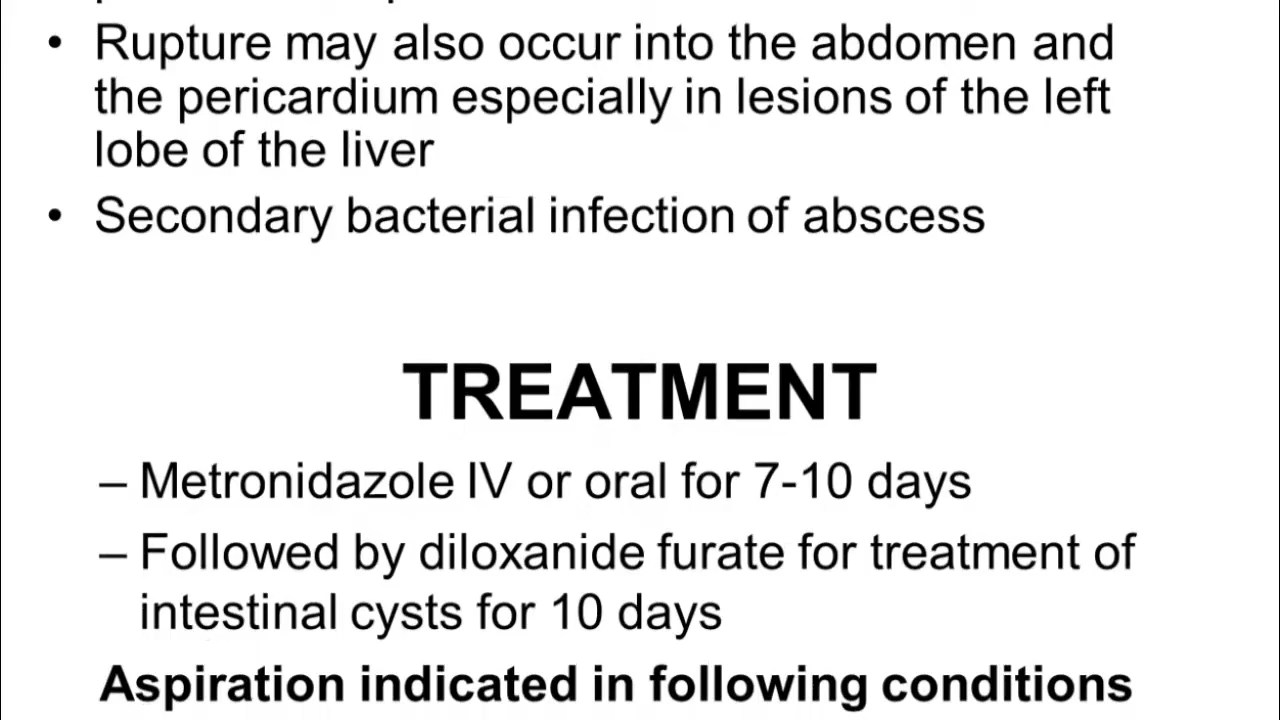 • Rupture may also occur into the abdomen and
the pericardium especially in lesions of the left
lobe of the liver
• Secondary bacterial infection of abscess
TREATMENT
– Metronidazole IV or oral for 7-10 days
– Followed by diloxanide furate for treatment of
intestinal cysts for 10 days
Aspiration indicated in following conditions